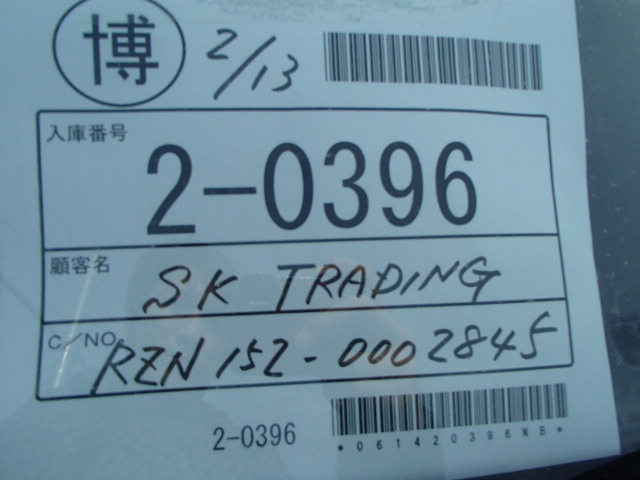 博 2/13
入庫番号
2-0396
顧客名 SK TRADING
C/NO. RZN152-0002845
2-0396 *061420396NB*